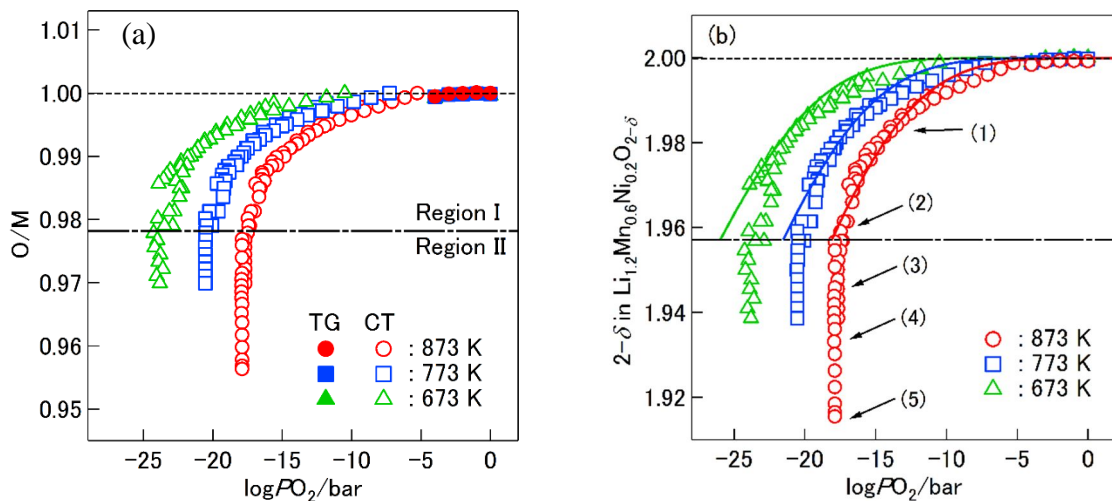 (a)
1.01
1.00
0.99
0.98
0.97
0.96
0.95
O/M
Region I
Region II
TG CT
: 873 K
: 773 K
: 673 K
−25 −20 −15 −10 −5 0
logPO2/bar
(b)
2.00
1.98
1.96
1.94
1.92
2-δ in Li1.2Mn0.6Ni0.2O2-δ
(1)
(2)
(3)
(4)
(5)
: 873 K
: 773 K
: 673 K
−25 −20 −15 −10 −5 0
logPO2/bar